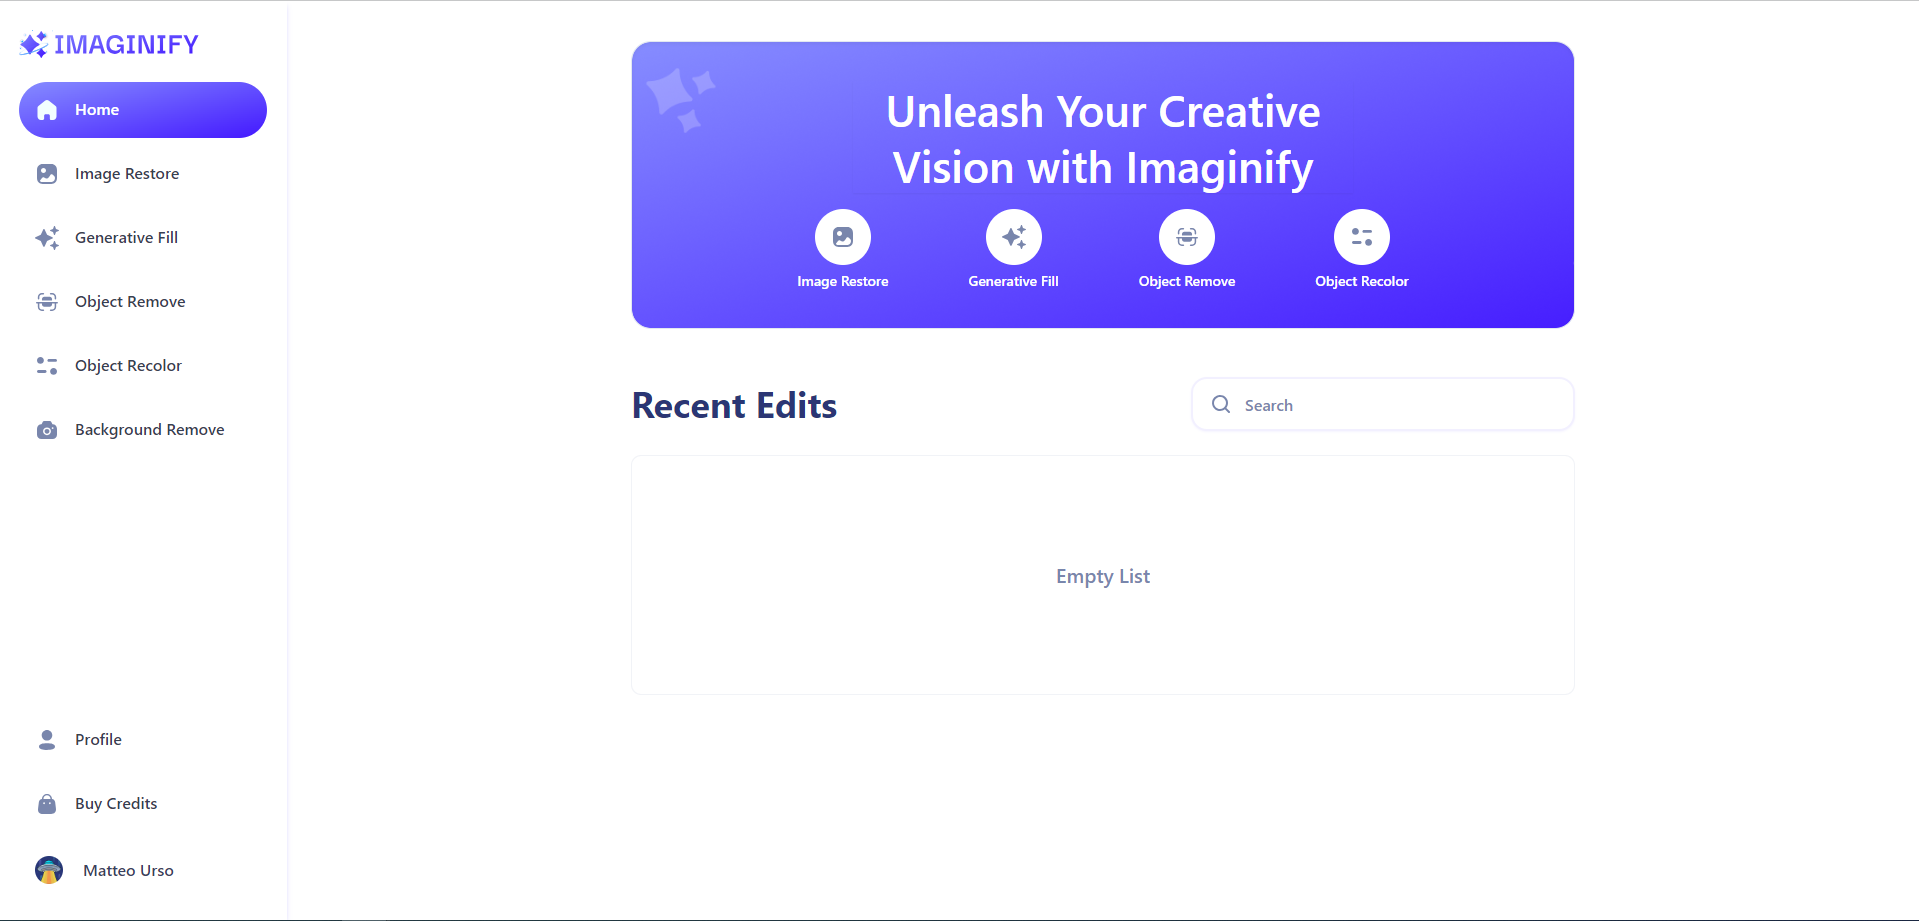 IMAGINIFY
Home
Image Restore
Generative Fill
Object Remove
Object Recolor
Background Remove
Profile
Buy Credits
Matteo Urso
Unleash Your Creative
Vision with Imaginify
Image Restore
Generative Fill
Object Remove
Object Recolor
Recent Edits
Search
Empty List